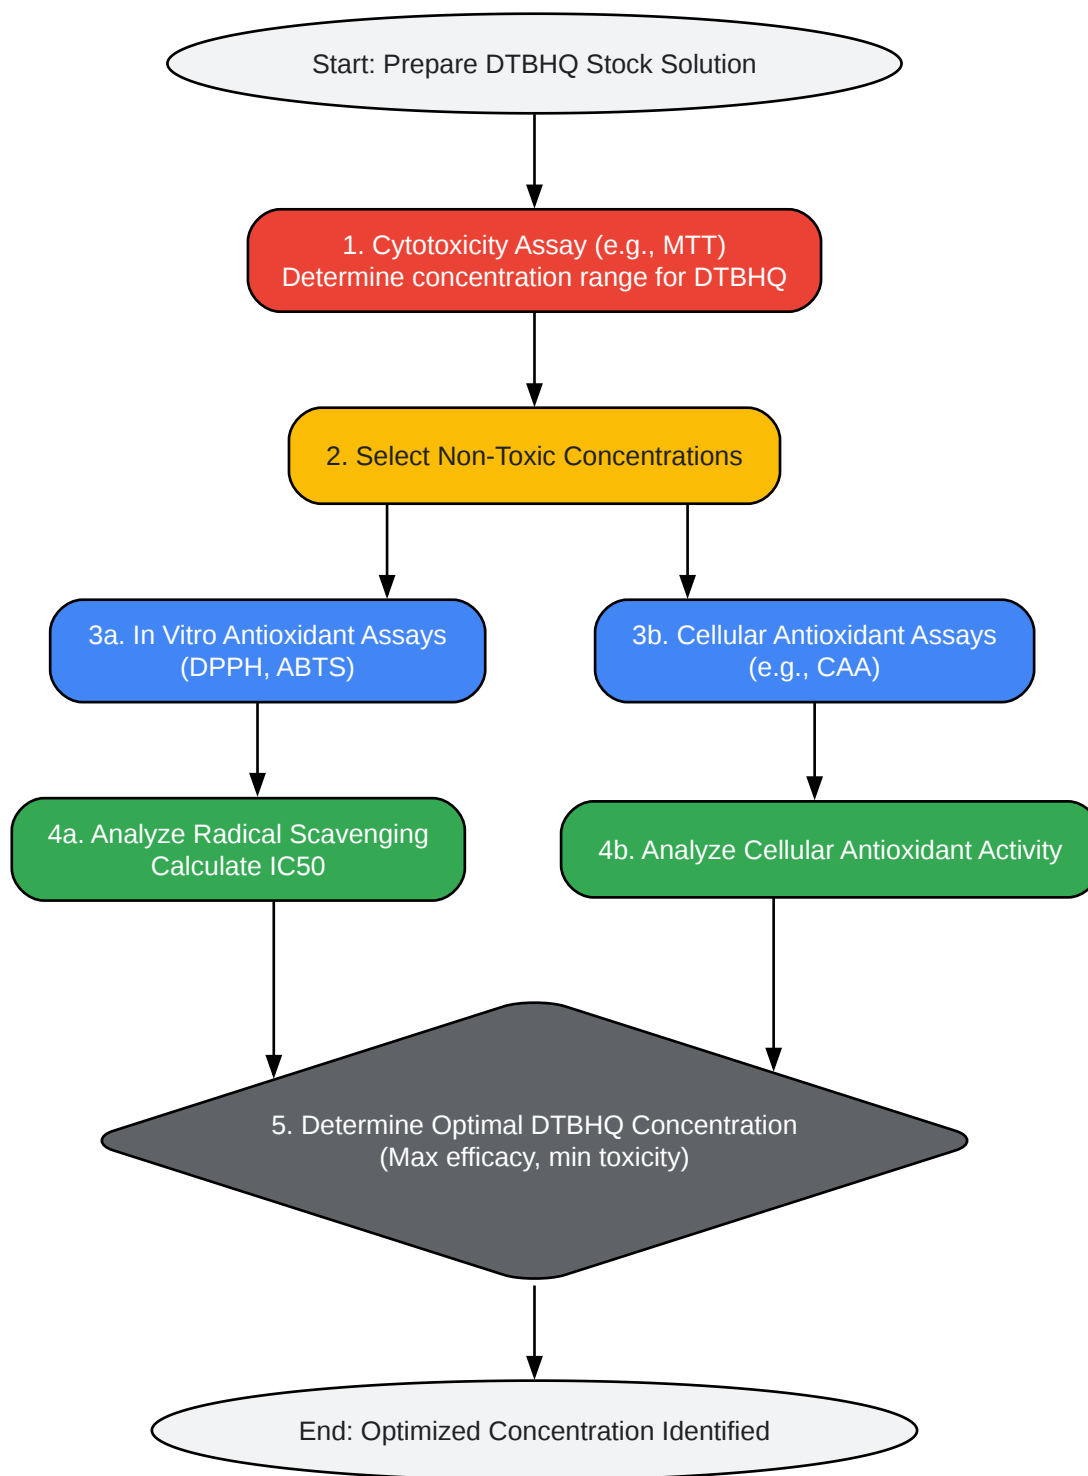 Start: Prepare DTBHQ Stock Solution
1. Cytotoxicity Assay (e.g., MTT)
Determine concentration range for DTBHQ
2. Select Non-Toxic Concentrations
3a. In Vitro Antioxidant Assays
(DPPH, ABTS)
3b. Cellular Antioxidant Assays
(e.g., CAA)
4a. Analyze Radical Scavenging
Calculate IC50
4b. Analyze Cellular Antioxidant Activity
5. Determine Optimal DTBHQ Concentration
(Max efficacy, min toxicity)
End: Optimized Concentration Identified